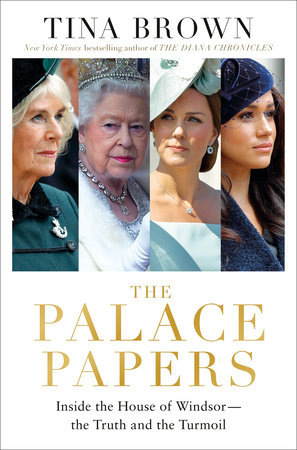 TINA BROWN
New York Times bestselling author of THE DIANA CHRONICLES
THE
PALACE
PAPERS
Inside the House of Windsor—
the Truth and the Turmoil